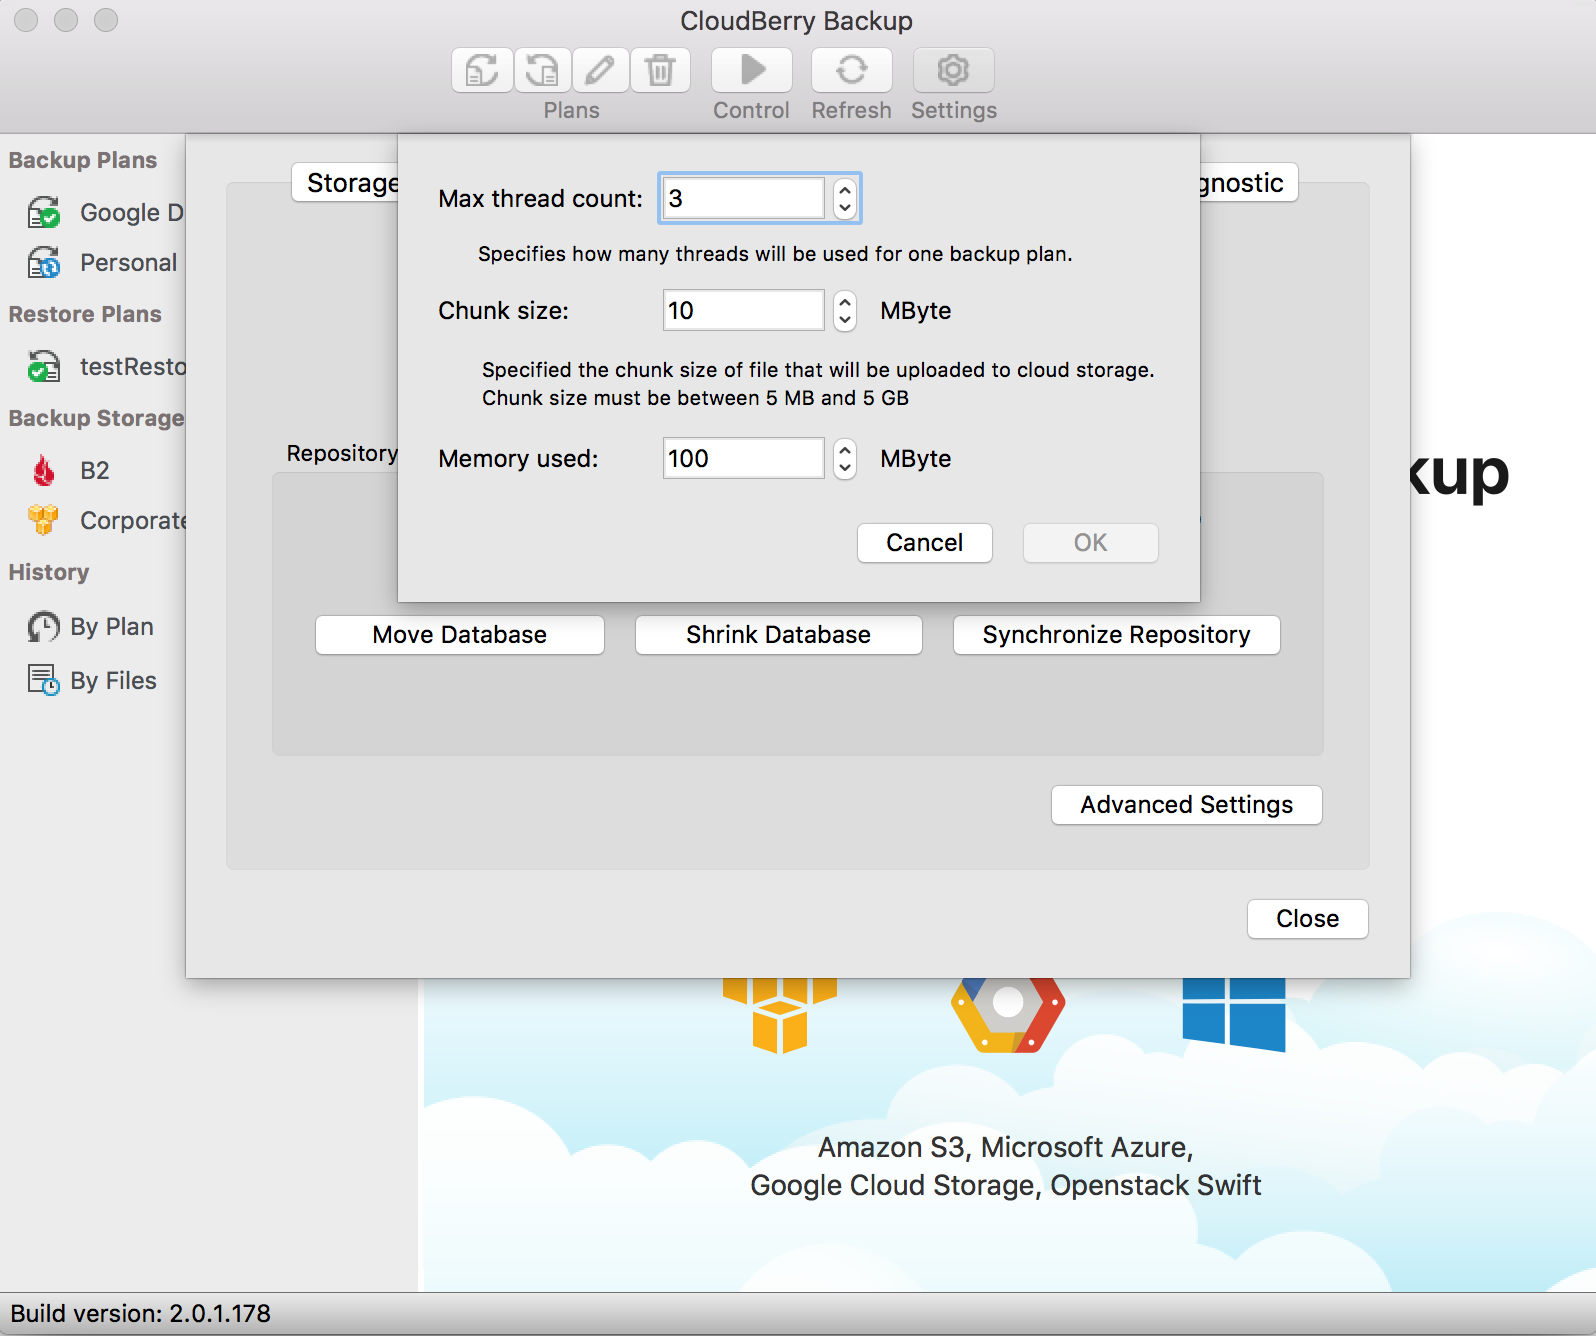 CloudBerry Backup
Plans
Control
Refresh
Settings
Backup Plans
Google D
Personal
Restore Plans
testResto
Backup Storage
B2
Corporate
History
By Plan
By Files
Storage
gnostic
Max thread count: 3
Specifies how many threads will be used for one backup plan.
Chunk size: 10 MByte
Specified the chunk size of file that will be uploaded to cloud storage.
Chunk size must be between 5 MB and 5 GB
Repository
Memory used: 100 MByte
kup
Cancel
OK
Move Database
Shrink Database
Synchronize Repository
Advanced Settings
Close
Amazon S3, Microsoft Azure,
Google Cloud Storage, Openstack Swift
Build version: 2.0.1.178